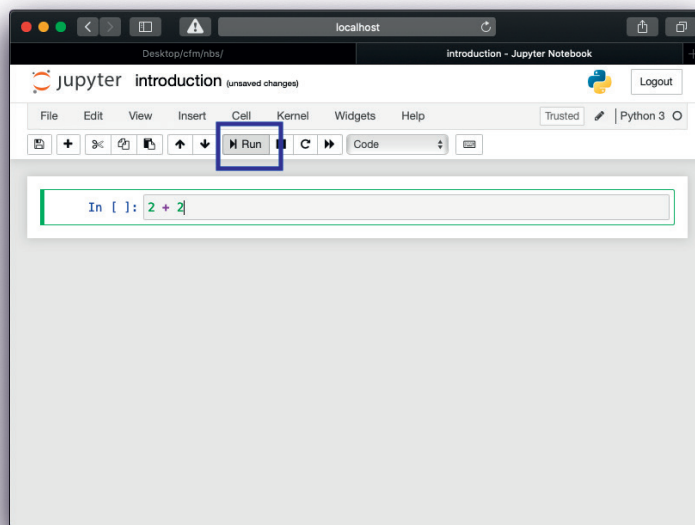 localhost
Desktop/cfm/nbs/ introduction - Jupyter Notebook
jupyter introduction (unsaved changes) Logout
File Edit View Insert Cell Kernel Widgets Help Trusted Python 3
Run Code
In [ ]: 2 + 2